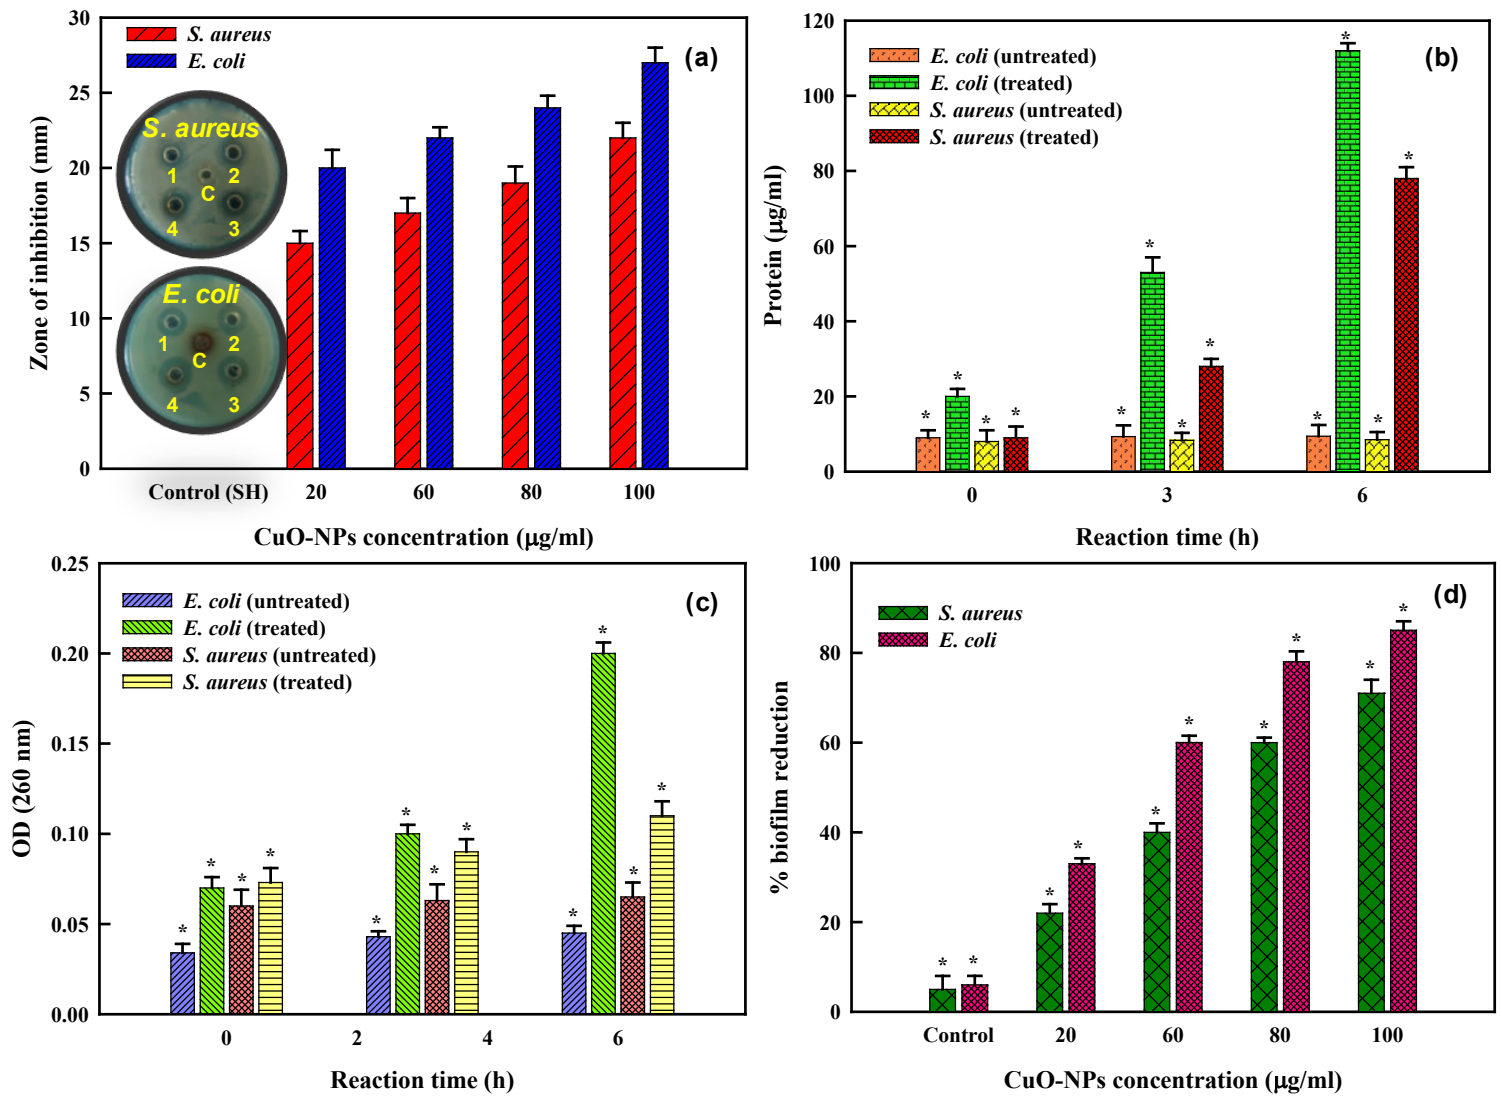 (a)
S. aureus
E. coli
Zone of inhibition (mm)
30
25
20
15
10
5
0
S. aureus
1 2
C
4 3
E. coli
1 2
C
4 3
Control (SH) 20 60 80 100
CuO-NPs concentration (μg/ml)
(b)
E. coli (untreated)
E. coli (treated)
S. aureus (untreated)
S. aureus (treated)
Protein (μg/ml)
120
100
80
60
40
20
0
* * * *
* * * *
* * * *
0 3 6
Reaction time (h)
(c)
E. coli (untreated)
E. coli (treated)
S. aureus (untreated)
S. aureus (treated)
OD (260 nm)
0.25
0.20
0.15
0.10
0.05
0.00
* * * *
* * * *
* * * *
0 2 4 6
Reaction time (h)
(d)
S. aureus
E. coli
% biofilm reduction
100
80
60
40
20
0
* *
* *
* *
* *
* *
Control 20 60 80 100
CuO-NPs concentration (μg/ml)